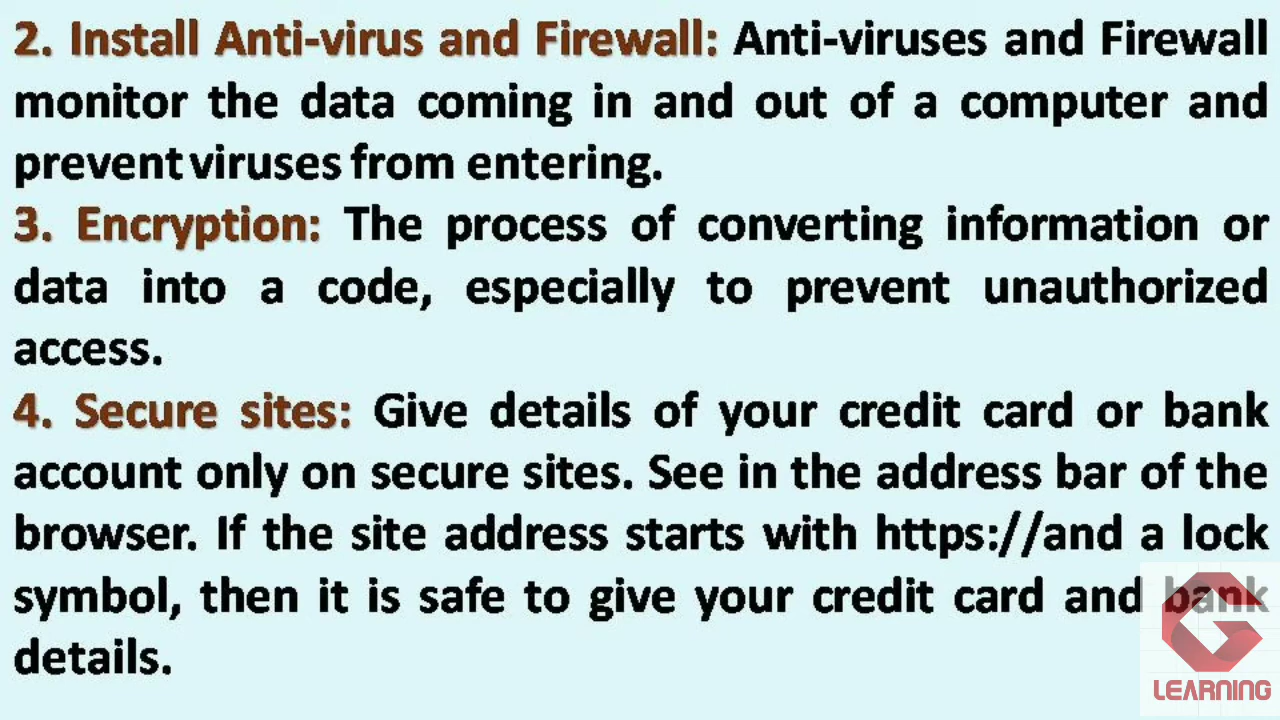 2. Install Anti-virus and Firewall: Anti-viruses and Firewall
monitor the data coming in and out of a computer and
prevent viruses from entering.
3. Encryption: The process of converting information or
data into a code, especially to prevent unauthorized
access.
4. Secure sites: Give details of your credit card or bank
account only on secure sites. See in the address bar of the
browser. If the site address starts with https://and a lock
symbol, then it is safe to give your credit card and bank
details.
LEARNING